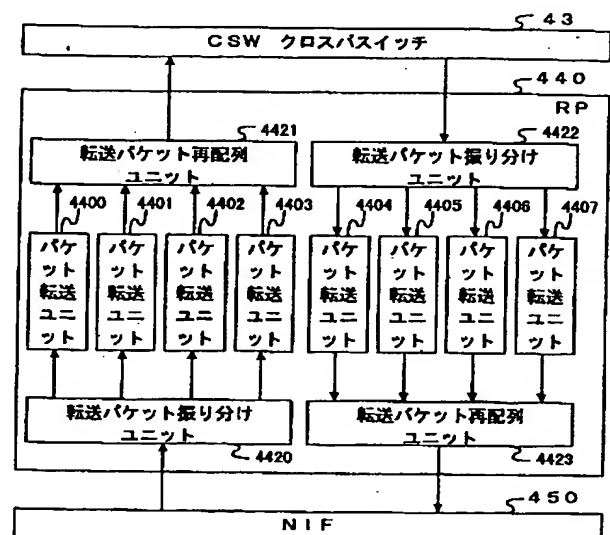 43
CSW クロスバスイッチ
440
RP
4421
転送パケット再配列
ユニット
4422
転送パケット振り分け
ユニット
4400
4401
4402
4403
4404
4405
4406
4407
パケット転送ユニット
パケット転送ユニット
パケット転送ユニット
パケット転送ユニット
パケット転送ユニット
パケット転送ユニット
パケット転送ユニット
パケット転送ユニット
転送パケット振り分け
ユニット
4420
転送パケット再配列
ユニット
4423
450
NIF